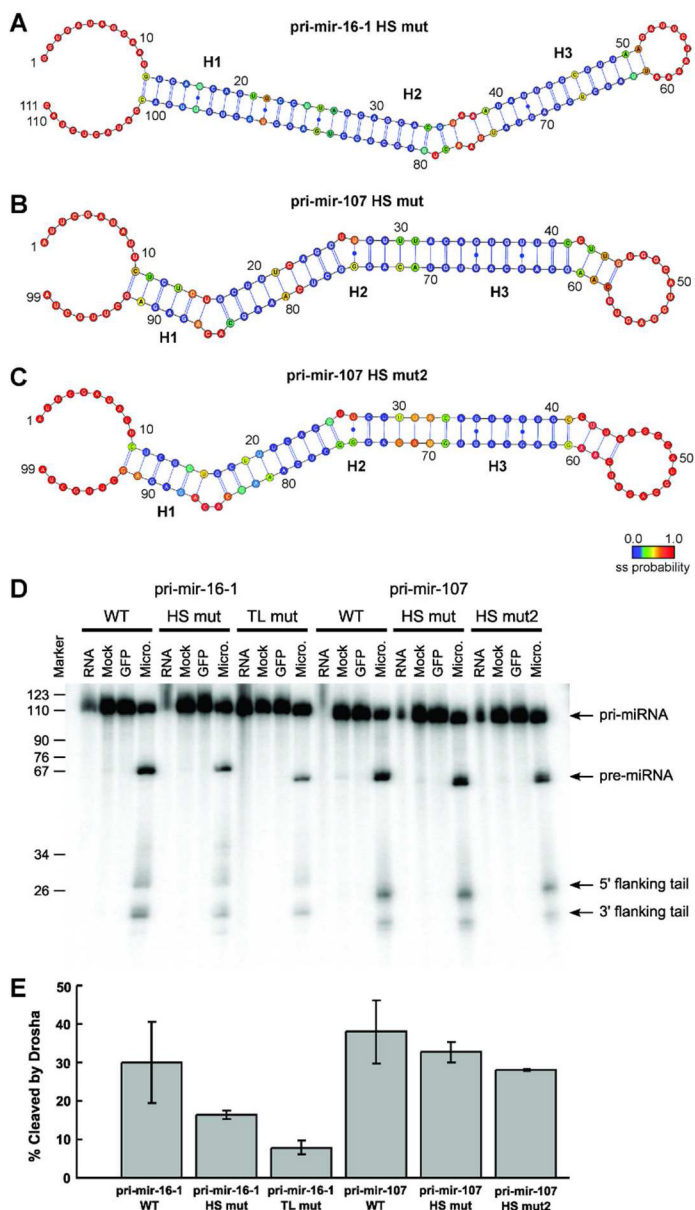 A
pri-mir-16-1 HS mut
H1
H3
H2
1
10
20
30
40
50
60
70
80
100
110
111
B
pri-mir-107 HS mut
1
10
20
30
40
50
60
70
80
90
99
H1
H2
H3
C
pri-mir-107 HS mut2
1
10
20
30
40
50
60
70
80
90
99
H1
H2
H3
0.0 1.0
ss probability
D
pri-mir-16-1 pri-mir-107
WT HS mut TL mut WT HS mut HS mut2
Marker RNA Mock GFP Micro. RNA Mock GFP Micro. RNA Mock GFP Micro. RNA Mock GFP Micro. RNA Mock GFP Micro. RNA Mock GFP Micro.
123
110
90
76
67
34
26
pri-miRNA
pre-miRNA
5' flanking tail
3' flanking tail
E
% Cleaved by Drosha
50
40
30
20
10
0
pri-mir-16-1 WT
pri-mir-16-1 HS mut
pri-mir-16-1 TL mut
pri-mir-107 WT
pri-mir-107 HS mut
pri-mir-107 HS mut2